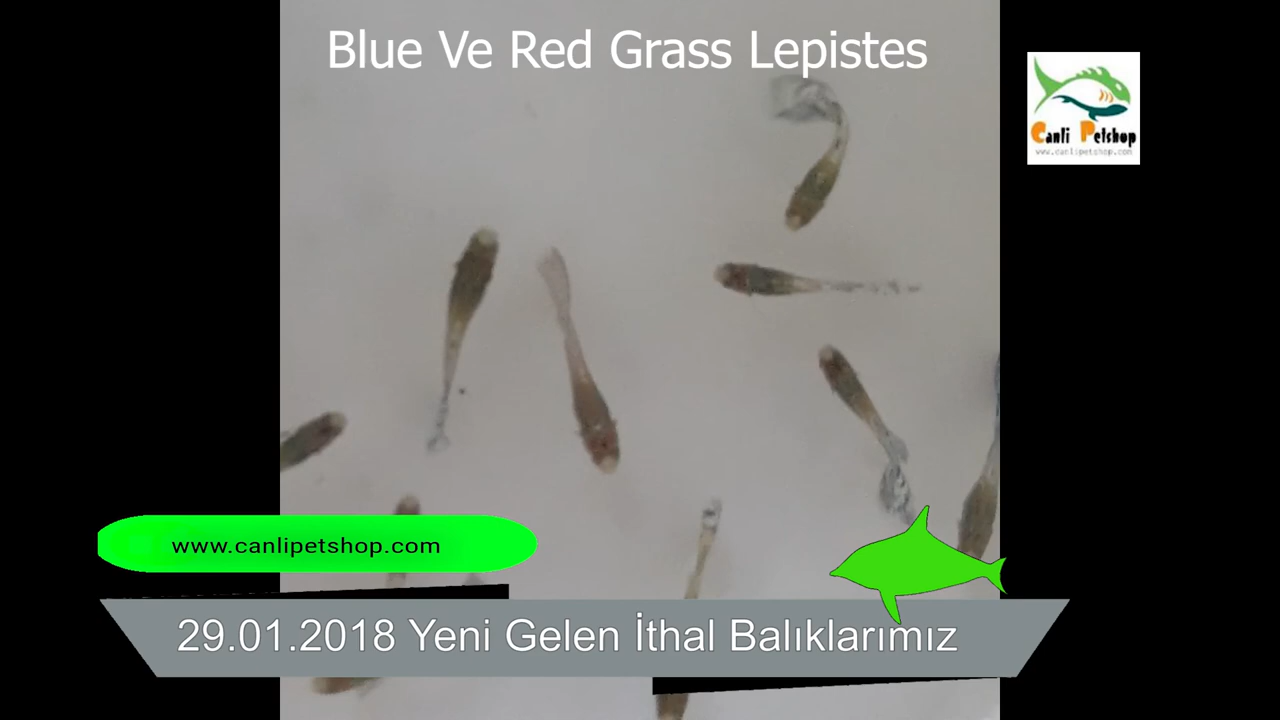 Blue Ve Red Grass Lepistes
Canli Petshop
www.canlipetshop.com
www.canlipetshop.com
29.01.2018 Yeni Gelen İthal Balıklarımız